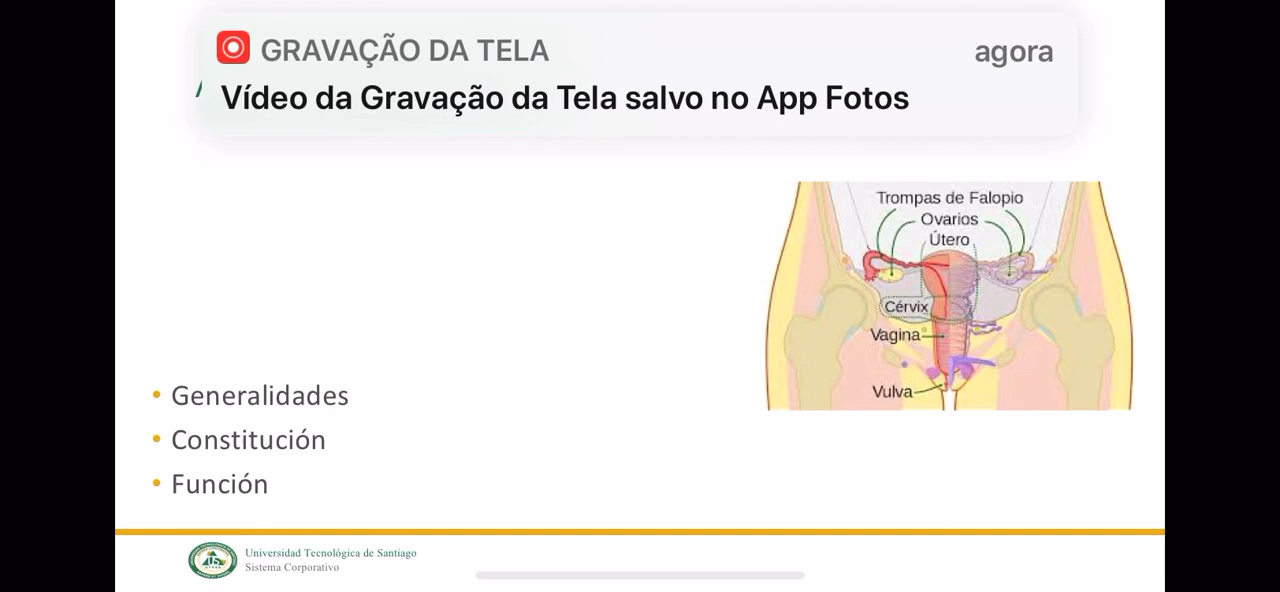 GRAVAÇÃO DA TELA
agora
Vídeo da Gravação da Tela salvo no App Fotos
Trompas de Falopio
Ovarios
Útero
Cérvix
Vagina
Vulva
• Generalidades
• Constitución
• Función
Universidad Tecnológica de Santiago
Sistema Corporativo